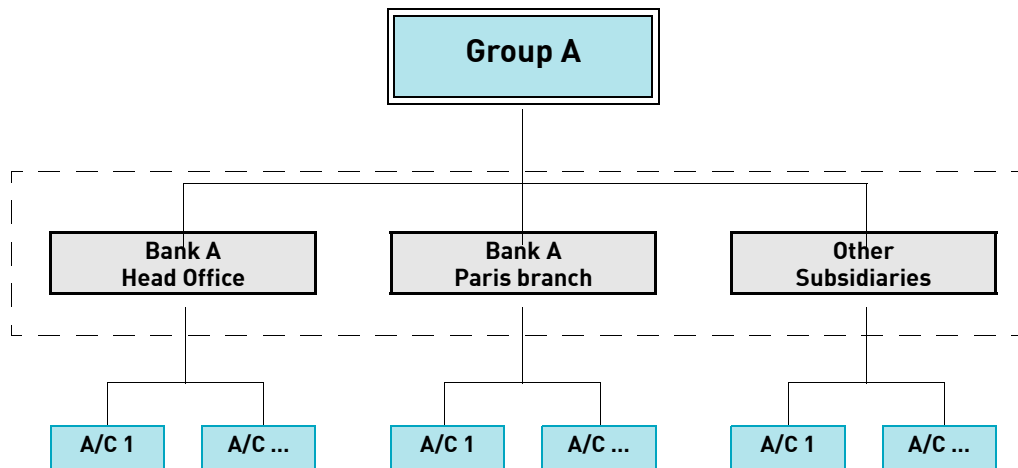 Group A
Bank A
Head Office
Bank A
Paris branch
Other
Subsidiaries
A/C 1
A/C ...
A/C 1
A/C ...
A/C 1
A/C ...